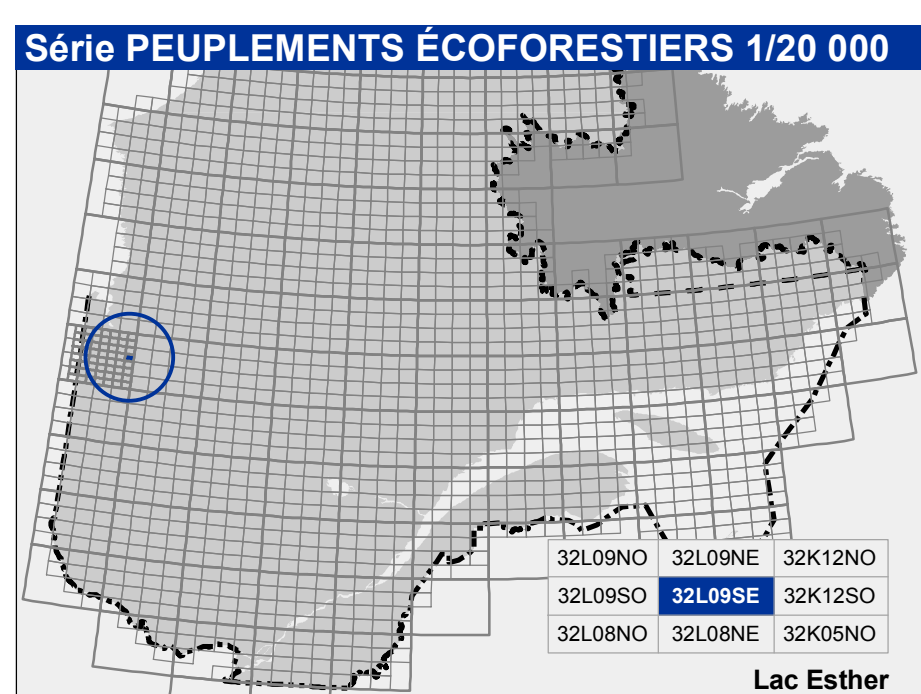 Série PEUPLEMENTS ÉCOFORESTIERS 1/20 000
32L09NO 32L09NE 32K12NO
32L09SO 32L09SE 32K12SO
32L08NO 32L08NE 32K05NO
Lac Esther